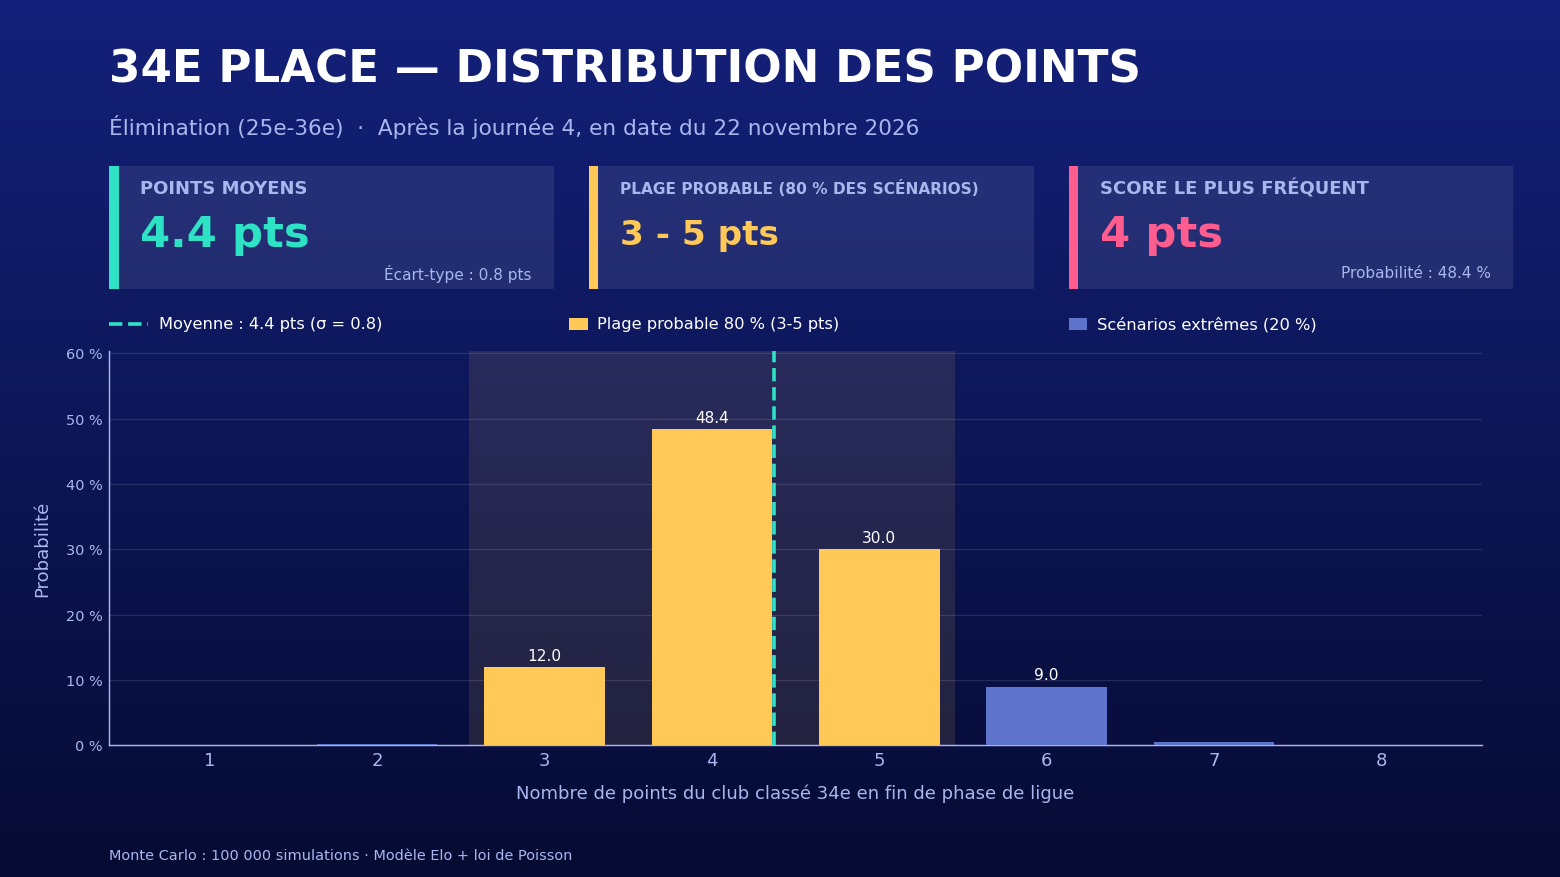 34E PLACE — DISTRIBUTION DES POINTS
Élimination (25e-36e)  ·  Après la journée 4, en date du 22 novembre 2026
POINTS MOYENS
4.4 pts
Écart-type : 0.8 pts
PLAGE PROBABLE (80 % DES SCÉNARIOS)
3 - 5 pts
SCORE LE PLUS FRÉQUENT
4 pts
Probabilité : 48.4 %
Moyenne : 4.4 pts (σ = 0.8)
Plage probable 80 % (3-5 pts)
Scénarios extrêmes (20 %)
60 %
50 %
40 %
30 %
20 %
10 %
0 %
Probabilité
12.0
48.4
30.0
9.0
1 2 3 4 5 6 7 8
Nombre de points du club classé 34e en fin de phase de ligue
Monte Carlo : 100 000 simulations · Modèle Elo + loi de Poisson